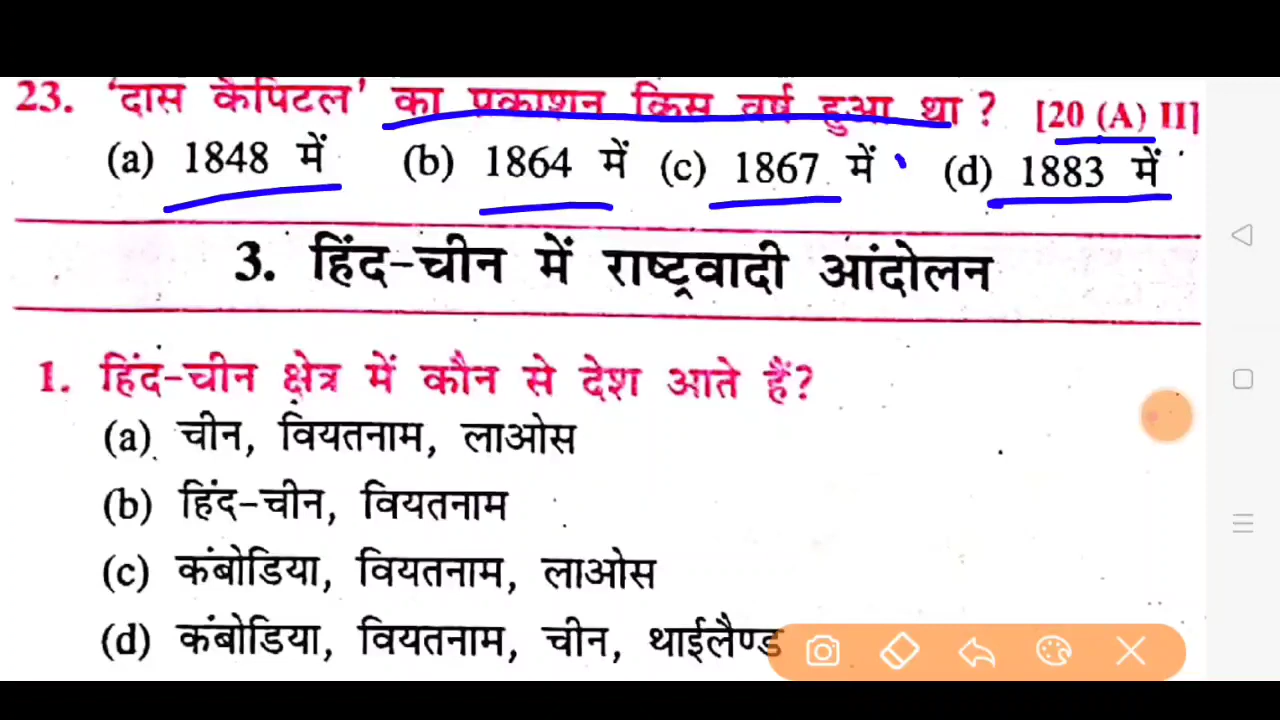 23. 'दास कैपिटल' का प्रकाशन किस वर्ष हुआ था? [20 (A) II]
(a) 1848 में (b) 1864 में (c) 1867 में (d) 1883 में
3. हिंद-चीन में राष्ट्रवादी आंदोलन
1. हिंद-चीन क्षेत्र में कौन से देश आते हैं?
(a) चीन, वियतनाम, लाओस
(b) हिंद-चीन, वियतनाम
(c) कंबोडिया, वियतनाम, लाओस
(d) कंबोडिया, वियतनाम, चीन, थाईलैण्ड